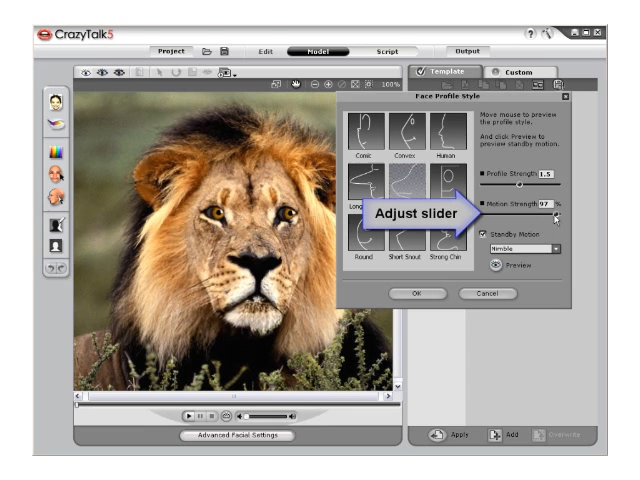 CrazyTalk5
Project Edit Model Script Output
100%
Template Custom
Face Profile Style
Move mouse to preview
the profile style.
And click Preview to
preview standby motion.
Comic Convex Human
Profile Strength 1.5
Motion Strength 97 %
Adjust slider
Round Short Snout Strong Chin
Standby Motion
Nimble
Preview
OK Cancel
Advanced Facial Settings
Apply Add Overwrite